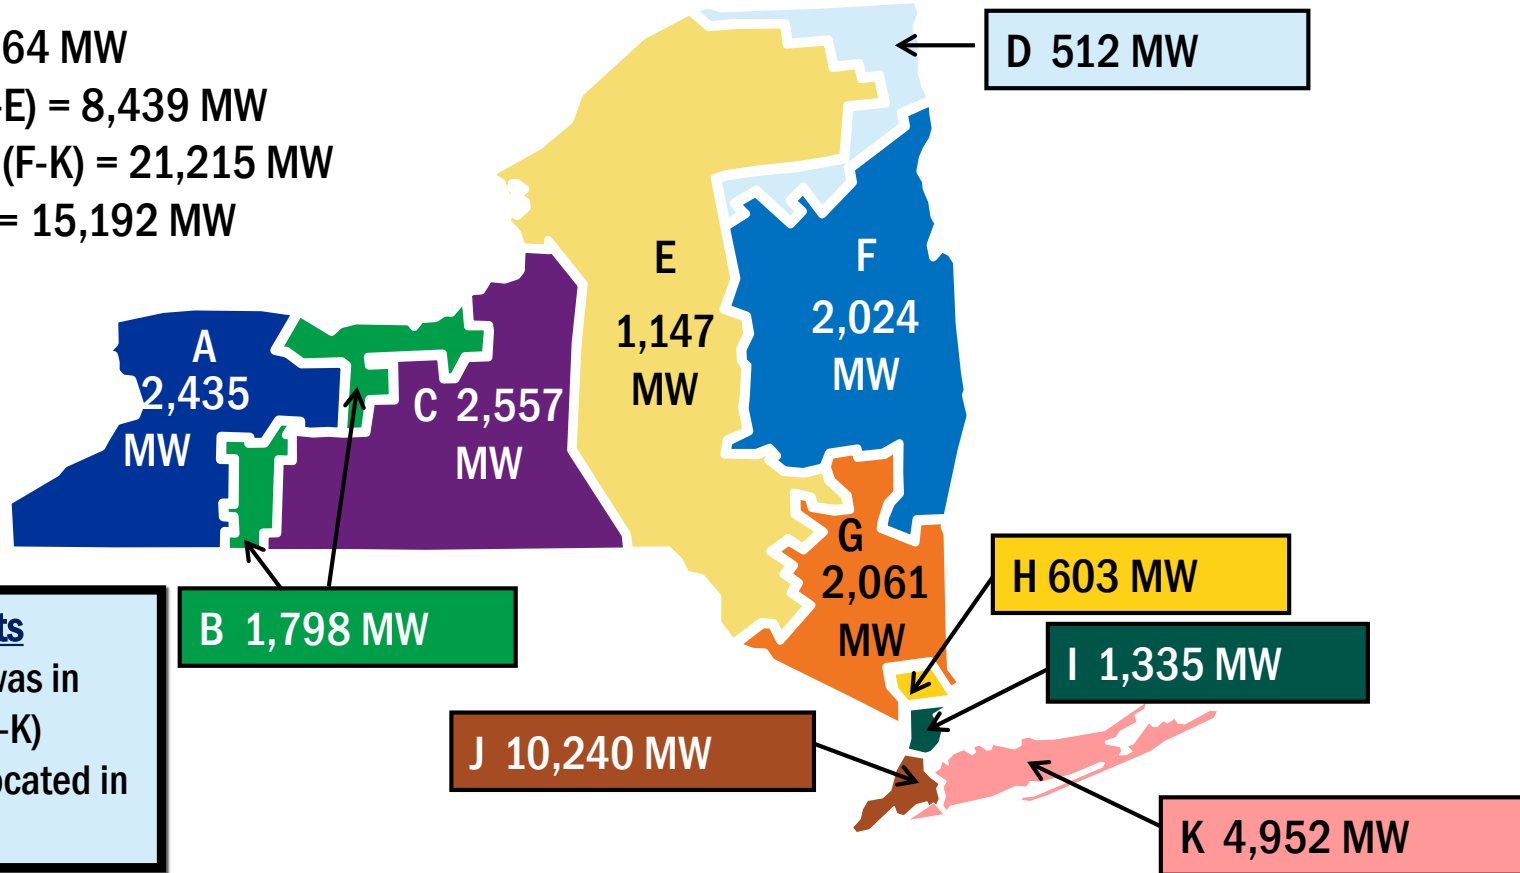 64 MW
-E) = 8,439 MW
(F-K) = 21,215 MW
= 15,192 MW
D 512 MW
E
1,147
MW
F
2,024
MW
A
2,435
MW
C 2,557
MW
G
2,061
MW
H 603 MW
I 1,335 MW
B 1,798 MW
J 10,240 MW
K 4,952 MW
ts
was in
-K)
ocated in